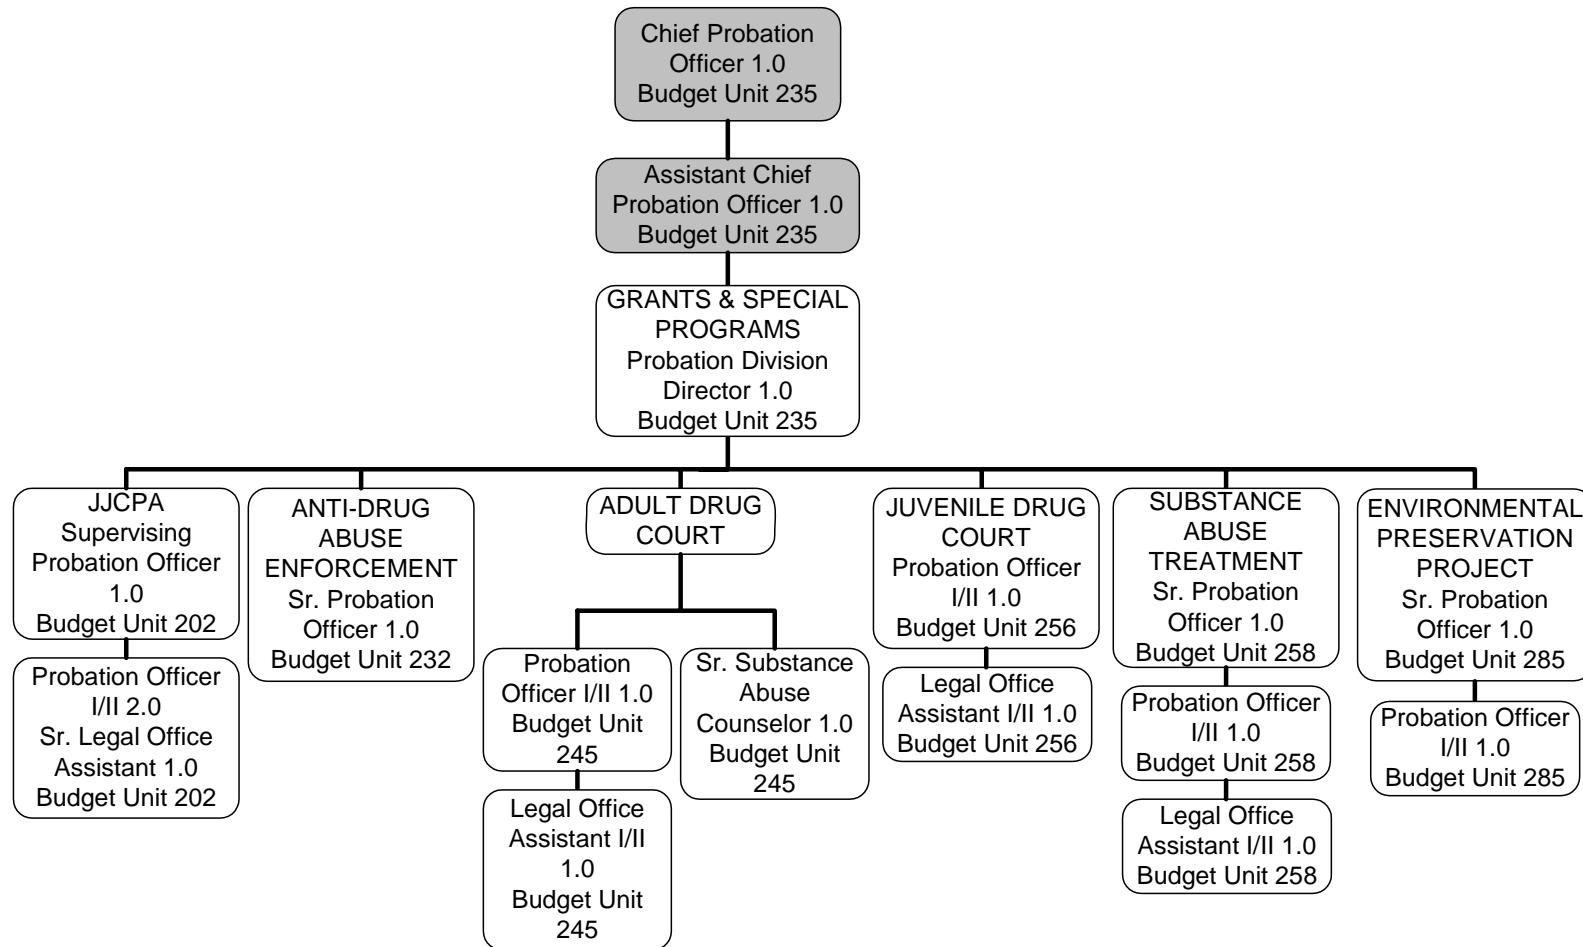 Chief Probation
Officer 1.0
Budget Unit 235
Assistant Chief
Probation Officer 1.0
Budget Unit 235
GRANTS & SPECIAL
PROGRAMS
Probation Division
Director 1.0
Budget Unit 235
JJCPA
Supervising
Probation Officer
1.0
Budget Unit 202
Probation Officer
I/II 2.0
Sr. Legal Office
Assistant 1.0
Budget Unit 202
ANTI-DRUG
ABUSE
ENFORCEMENT
Sr. Probation
Officer 1.0
Budget Unit 232
ADULT DRUG
COURT
Probation
Officer I/II 1.0
Budget Unit
245
Legal Office
Assistant I/II
1.0
Budget Unit
245
Sr. Substance
Abuse
Counselor 1.0
Budget Unit
245
JUVENILE DRUG
COURT
Probation Officer
I/II 1.0
Budget Unit 256
Legal Office
Assistant I/II 1.0
Budget Unit 256
SUBSTANCE
ABUSE
TREATMENT
Sr. Probation
Officer 1.0
Budget Unit 258
Probation Officer
I/II 1.0
Budget Unit 258
Legal Office
Assistant I/II 1.0
Budget Unit 258
ENVIRONMENTAL
PRESERVATION
PROJECT
Sr. Probation
Officer 1.0
Budget Unit 285
Probation Officer
I/II 1.0
Budget Unit 285